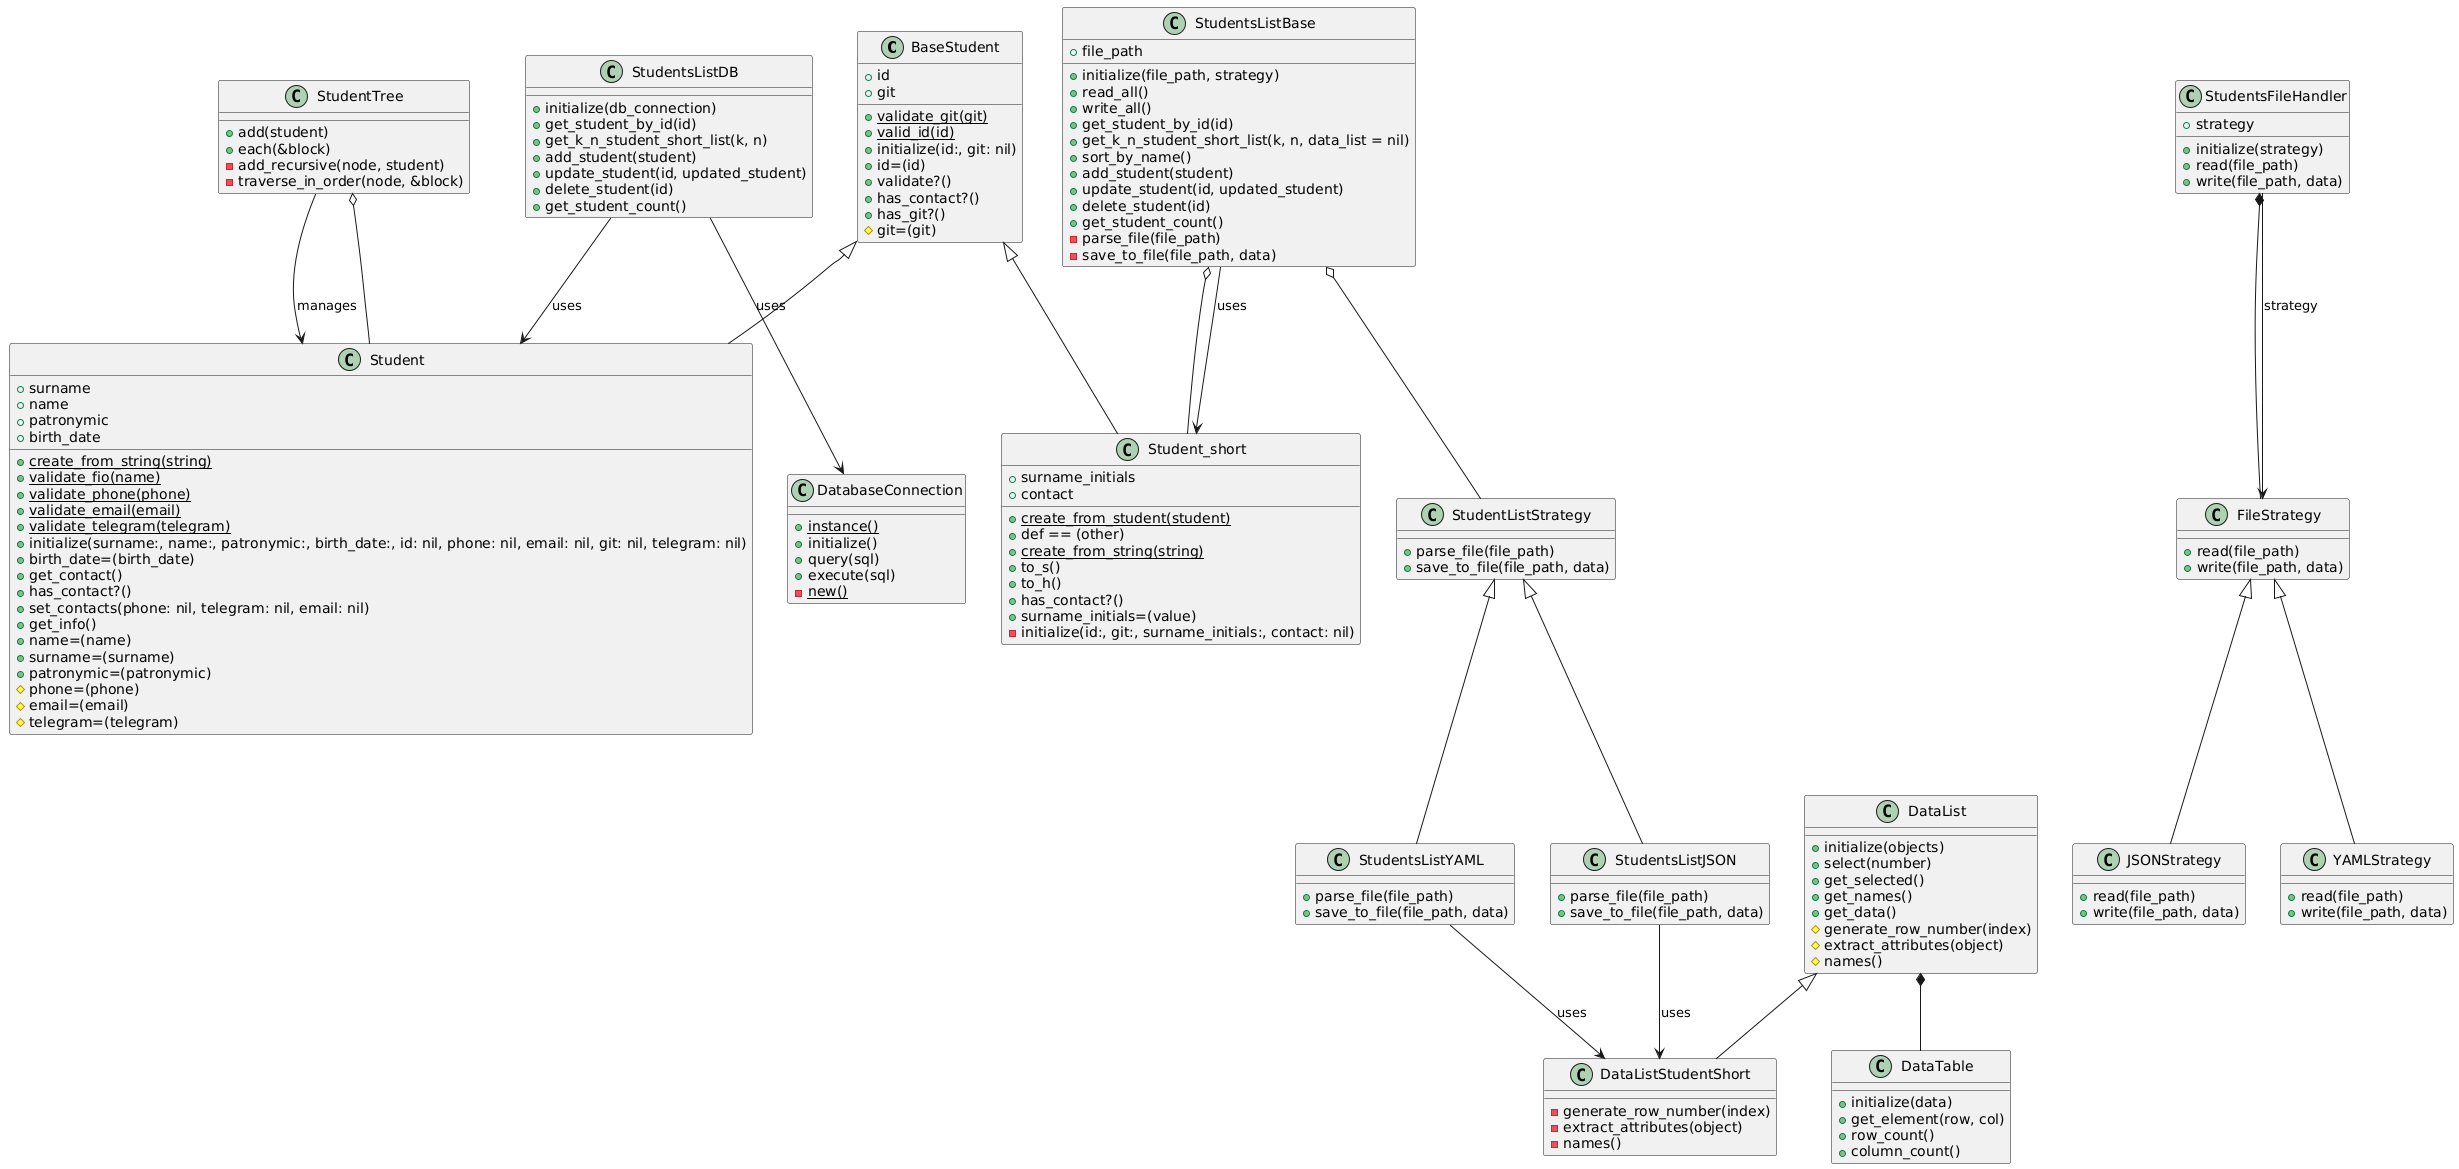 StudentsListBase
file_path
initialize(file_path, strategy)
read_all()
write_all()
get_student_by_id(id)
get_k_n_student_short_list(k, n, data_list = nil)
sort_by_name()
add_student(student)
update_student(id, updated_student)
delete_student(id)
get_student_count()
parse_file(file_path)
save_to_file(file_path, data)
BaseStudent
id
git
validate_git(git)
valid_id(id)
initialize(id:, git: nil)
id=(id)
validate?()
has_contact?()
has_git?()
git=(git)
StudentsListDB
initialize(db_connection)
get_student_by_id(id)
get_k_n_student_short_list(k, n)
add_student(student)
update_student(id, updated_student)
delete_student(id)
get_student_count()
StudentTree
add(student)
each(&block)
add_recursive(node, student)
traverse_in_order(node, &block)
StudentsFileHandler
strategy
initialize(strategy)
read(file_path)
write(file_path, data)
manages
uses
uses
uses
strategy
Student
surname
name
patronymic
birth_date
create_from_string(string)
validate_fio(name)
validate_phone(phone)
validate_email(email)
validate_telegram(telegram)
initialize(surname:, name:, patronymic:, birth_date:, id: nil, phone: nil, email: nil, git: nil, telegram: nil)
birth_date=(birth_date)
get_contact()
has_contact?()
set_contacts(phone: nil, telegram: nil, email: nil)
get_info()
name=(name)
surname=(surname)
patronymic=(patronymic)
phone=(phone)
email=(email)
telegram=(telegram)
DatabaseConnection
instance()
initialize()
query(sql)
execute(sql)
new()
Student_short
surname_initials
contact
create_from_student(student)
def == (other)
create_from_string(string)
to_s()
to_h()
has_contact?()
surname_initials=(value)
initialize(id:, git:, surname_initials:, contact: nil)
StudentListStrategy
parse_file(file_path)
save_to_file(file_path, data)
FileStrategy
read(file_path)
write(file_path, data)
StudentsListYAML
parse_file(file_path)
save_to_file(file_path, data)
StudentsListJSON
parse_file(file_path)
save_to_file(file_path, data)
DataList
initialize(objects)
select(number)
get_selected()
get_names()
get_data()
generate_row_number(index)
extract_attributes(object)
names()
JSONStrategy
read(file_path)
write(file_path, data)
YAMLStrategy
read(file_path)
write(file_path, data)
uses
uses
DataListStudentShort
generate_row_number(index)
extract_attributes(object)
names()
DataTable
initialize(data)
get_element(row, col)
row_count()
column_count()